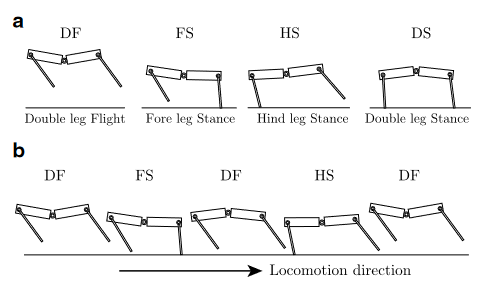 a
DF FS HS DS
Double leg Flight Fore leg Stance Hind leg Stance Double leg Stance
b
DF FS DF HS DF
Locomotion direction